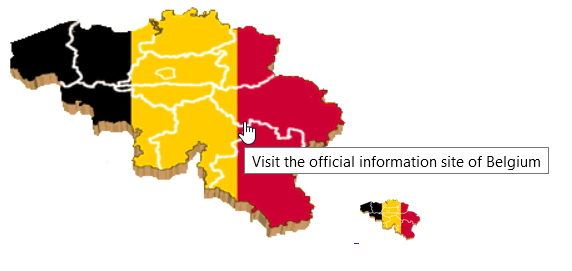 Visit the official information site of Belgium